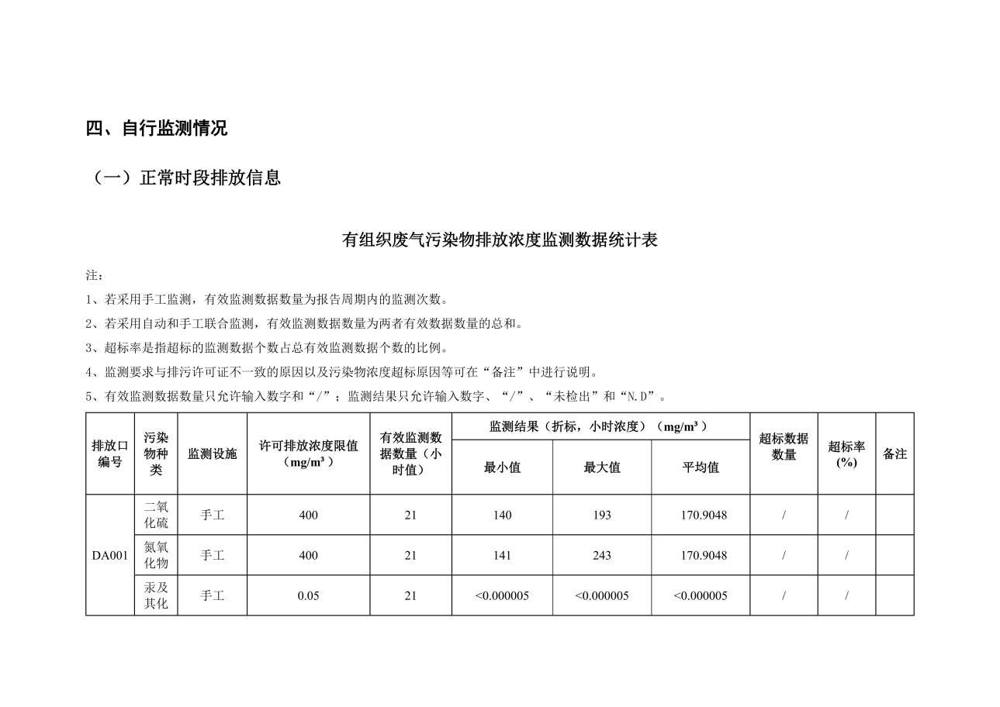 四、自行监测情况
（一）正常时段排放信息
有组织废气污染物排放浓度监测数据统计表
注：
1、若采用手工监测，有效监测数据数量为报告周期内的监测次数。
2、若采用自动和手工联合监测，有效监测数据数量为两者有效数据数量的总和。
3、超标率是指超标的监测数据个数占总有效监测数据个数的比例。
4、监测要求与排污许可证不一致的原因以及污染物浓度超标原因等可在“备注”中进行说明。
5、有效监测数据数量只允许输入数字和“/”；监测结果只允许输入数字、“/”、“未检出”和“N.D”。
排放口
编号
污染
物种
类
监测设施
许可排放浓度限值
（mg/m³ ）
有效监测数
据数量（小
时值）
监测结果（折标，小时浓度）（mg/m³ ）
最小值
最大值
平均值
超标数据
数量
超标率
(%)
备注
DA001
二氧
化硫
手工
400
21
140
193
170.9048
/
/
氮氧
化物
手工
400
21
141
243
170.9048
/
/
汞及
其化
手工
0.05
21
<0.000005
<0.000005
<0.000005
/
/